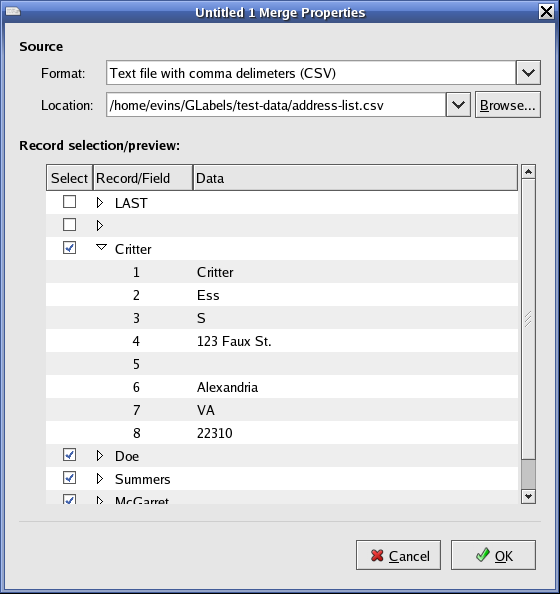 Untitled 1 Merge Properties
Source
Format: Text file with comma delimeters (CSV)
Location: /home/evins/GLabels/test-data/address-list.csv Browse...
Record selection/preview:
Select Record/Field Data
LAST
Critter
1 Critter
2 Ess
3 S
4 123 Faux St.
5
6 Alexandria
7 VA
8 22310
Doe
Summers
McGarret
Cancel OK